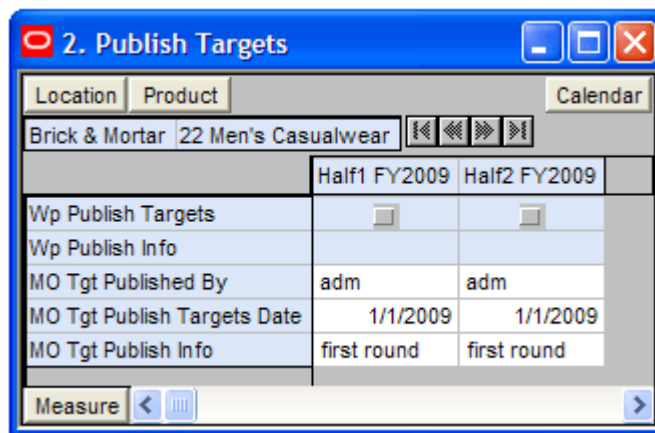 2. Publish Targets
Location Product Calendar
Brick & Mortar 22 Men's Casualwear
Half1 FY2009 Half2 FY2009
Wp Publish Targets
Wp Publish Info
MO Tgt Published By adm adm
MO Tgt Publish Targets Date 1/1/2009 1/1/2009
MO Tgt Publish Info first round first round
Measure